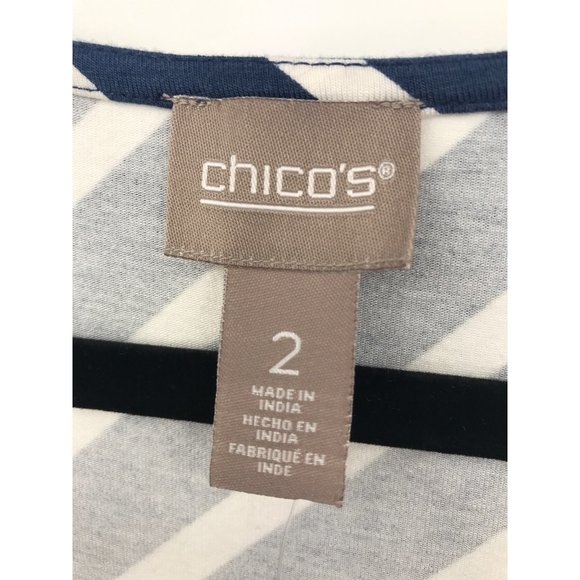 chico's®
2
MADE IN
INDIA
HECHO EN
INDIA
FABRIQUÉ EN
INDE